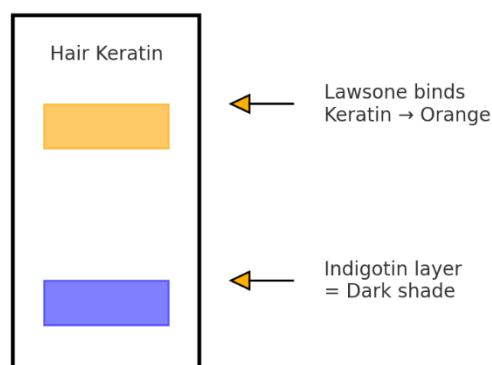 Hair Keratin
Lawsone binds
Keratin → Orange
Indigotin layer
= Dark shade